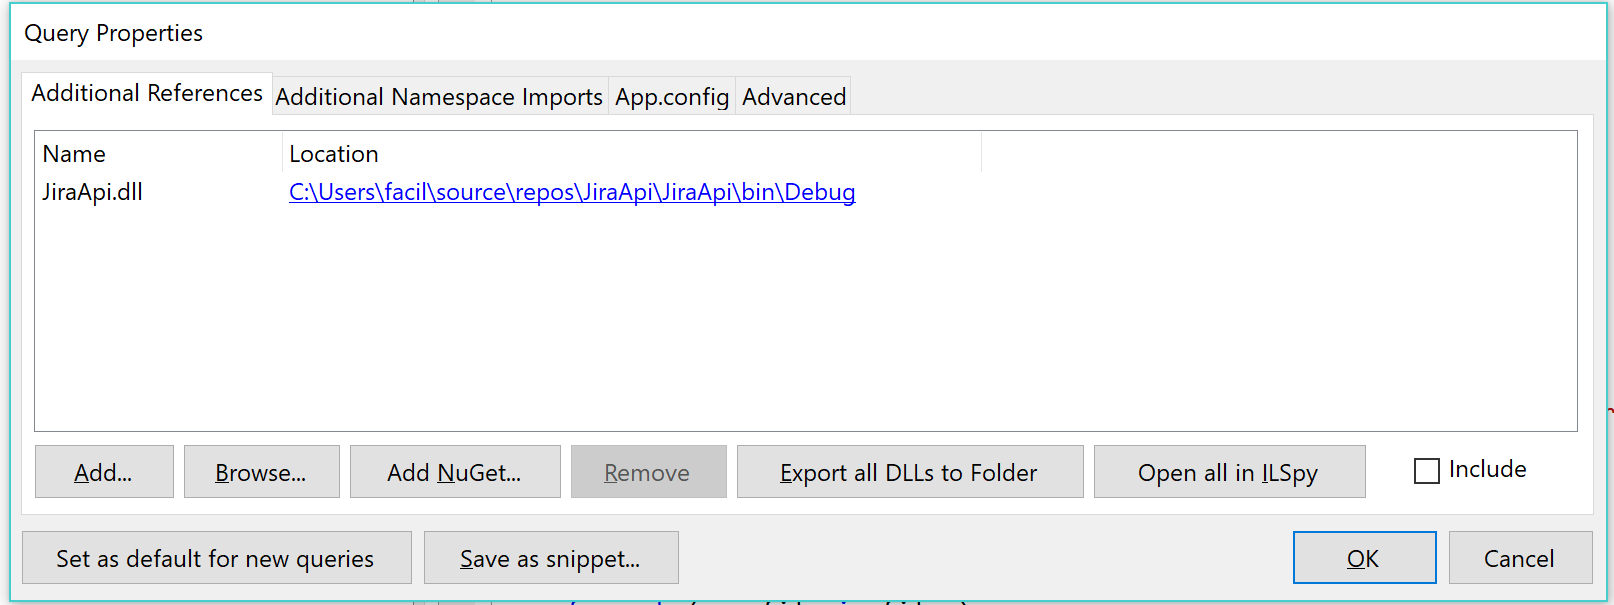 Query Properties
Additional References Additional Namespace Imports App.config Advanced
Name Location
JiraApi.dll C:\Users\facil\source\repos\JiraApi\JiraApi\bin\Debug
Add... Browse... Add NuGet... Remove Export all DLLs to Folder Open all in ILSpy Include
Set as default for new queries Save as snippet... OK Cancel